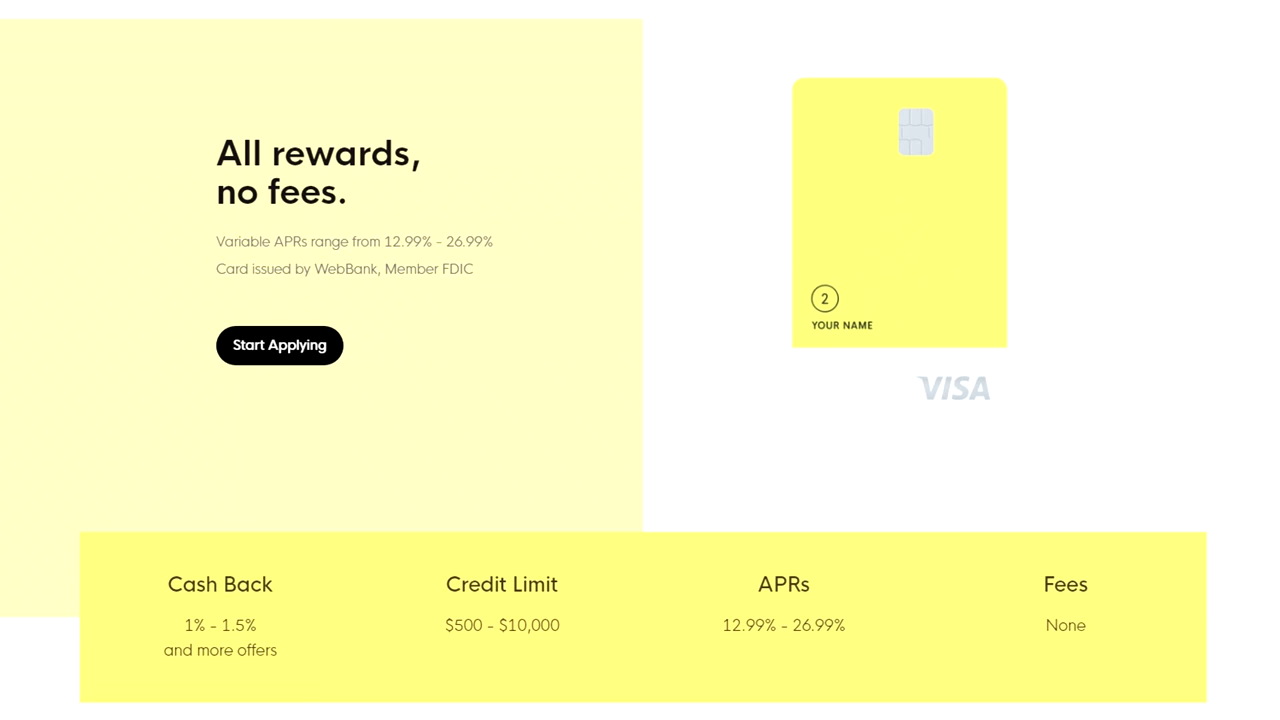 All rewards,
no fees.
Variable APRs range from 12.99% - 26.99%
Card issued by WebBank, Member FDIC
Start Applying
2
YOUR NAME
VISA
Cash Back
1% - 1.5%
and more offers
Credit Limit
$500 - $10,000
APRs
12.99% - 26.99%
Fees
None